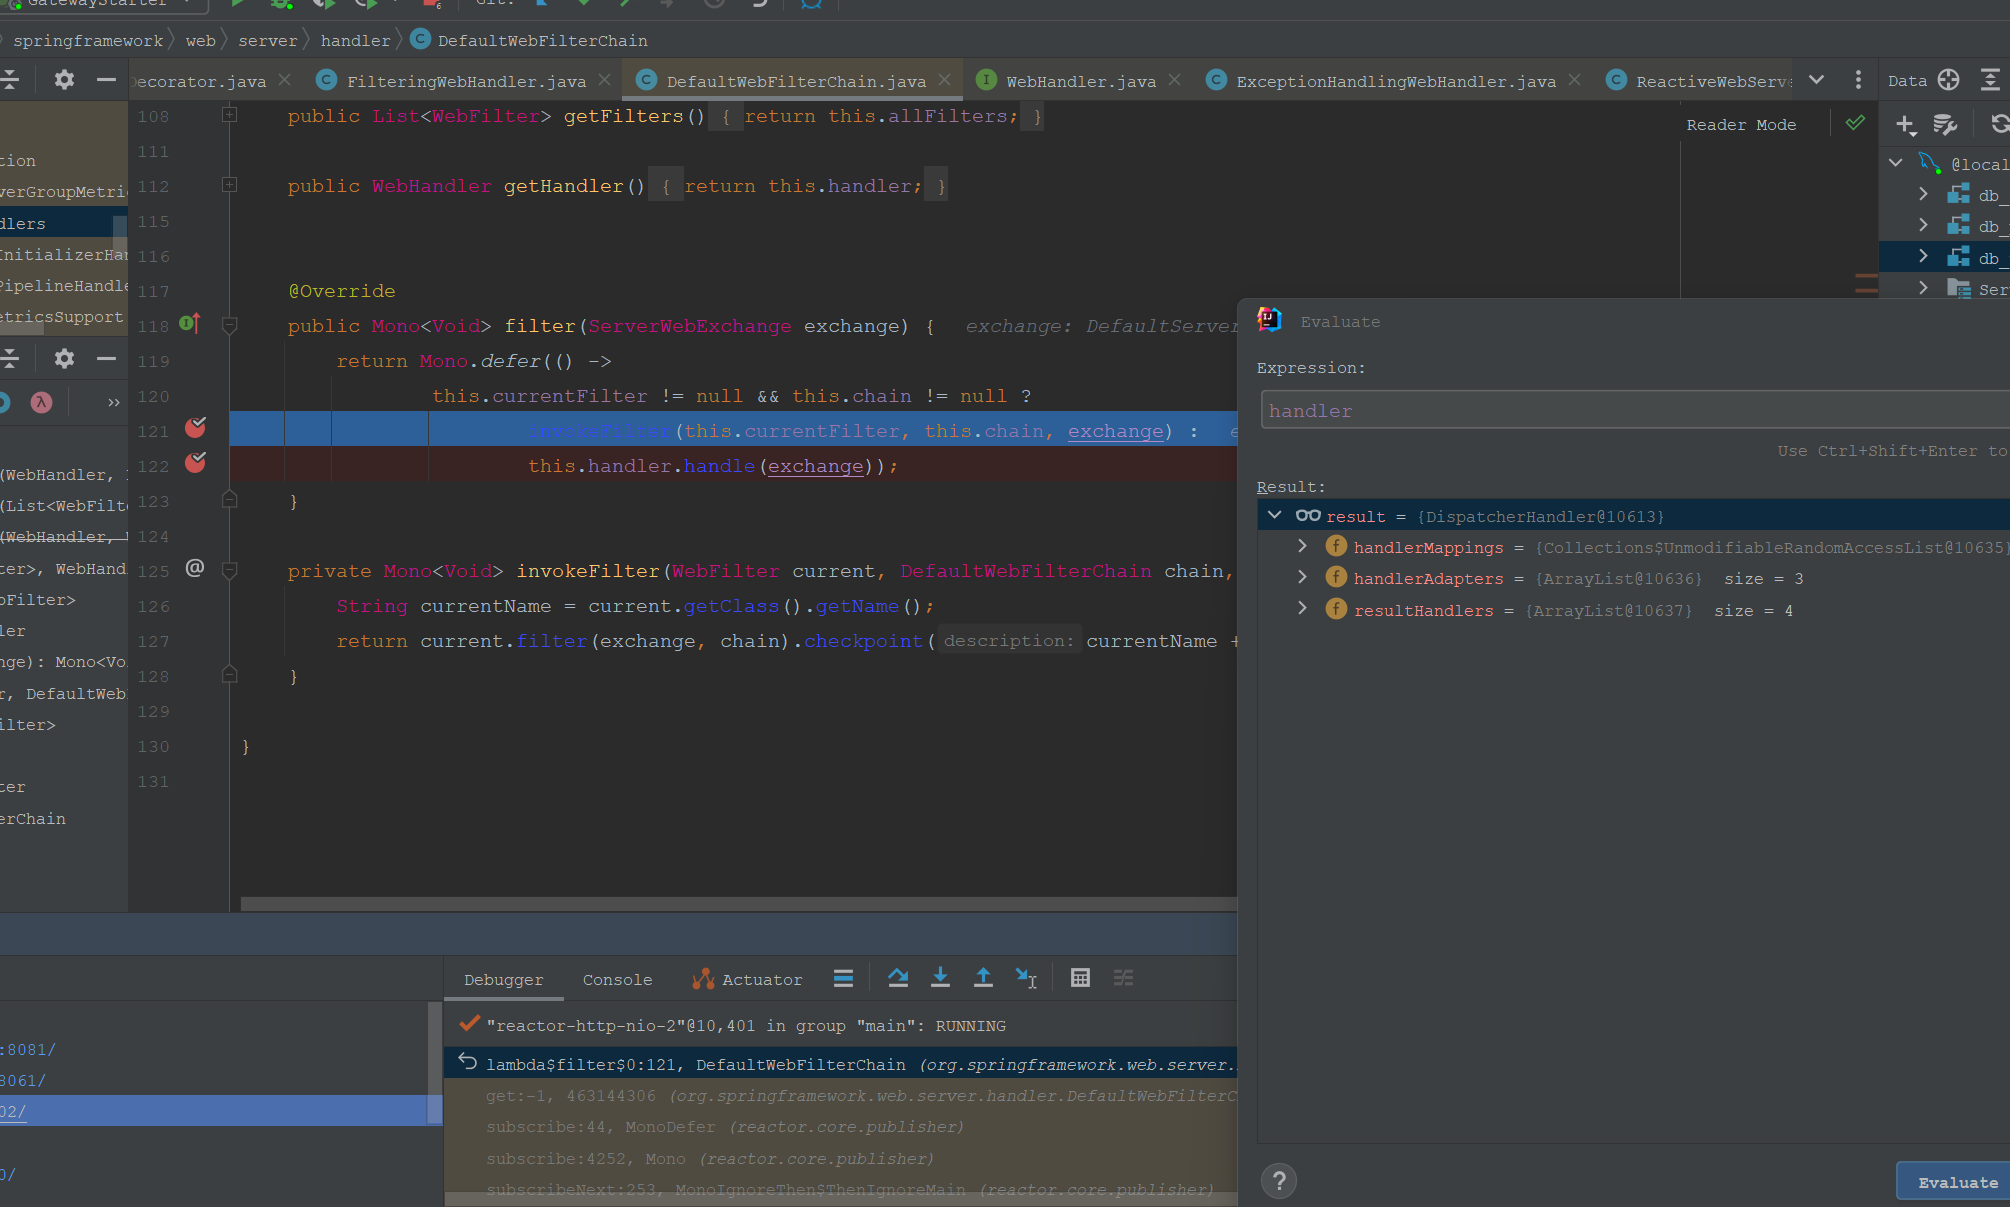 GatewayStarter
Git:
springframework web server handler DefaultWebFilterChain
ecorator.java FilteringWebHandler.java DefaultWebFilterChain.java WebHandler.java ExceptionHandlingWebHandler.java ReactiveWebServ
Data
Reader Mode
@local
db_
db_
db_
Ser
tion
verGroupMetri
dlers
InitializerHa
PipelineHandle
etricsSupport
(WebHandler,
(List<WebFilt
(WebHandler,
ter>, WebHand
bFilter>
ler
nge): Mono<Vo
r, DefaultWeb
ilter>
ter
erChain
108 public List<WebFilter> getFilters() { return this.allFilters; }
111
112 public WebHandler getHandler() { return this.handler; }
115
116
117 @Override
118 public Mono<Void> filter(ServerWebExchange exchange) { exchange: DefaultServer
119 return Mono.defer(() ->
120 this.currentFilter != null && this.chain != null ?
121 invokeFilter(this.currentFilter, this.chain, exchange) : e
122 this.handler.handle(exchange));
123 }
124
125 private Mono<Void> invokeFilter(WebFilter current, DefaultWebFilterChain chain,
126 String currentName = current.getClass().getName();
127 return current.filter(exchange, chain).checkpoint( description: currentName +
128 }
129
130 }
131
Evaluate
Expression:
handler
Use Ctrl+Shift+Enter to
Result:
result = {DispatcherHandler@10613}
handlerMappings = {Collections$UnmodifiableRandomAccessList@10635}
handlerAdapters = {ArrayList@10636} size = 3
resultHandlers = {ArrayList@10637} size = 4
Evaluate
Debugger Console Actuator
"reactor-http-nio-2"@10,401 in group "main": RUNNING
lambda$filter$0:121, DefaultWebFilterChain (org.springframework.web.server.
get:-1, 463144306 (org.springframework.web.server.handler.DefaultWebFilterC
subscribe:44, MonoDefer (reactor.core.publisher)
subscribe:4252, Mono (reactor.core.publisher)
subscribeNext:253, MonoIgnoreThen$ThenIgnoreMain (reactor.core.publisher)
:8081/
8061/
02/
0/